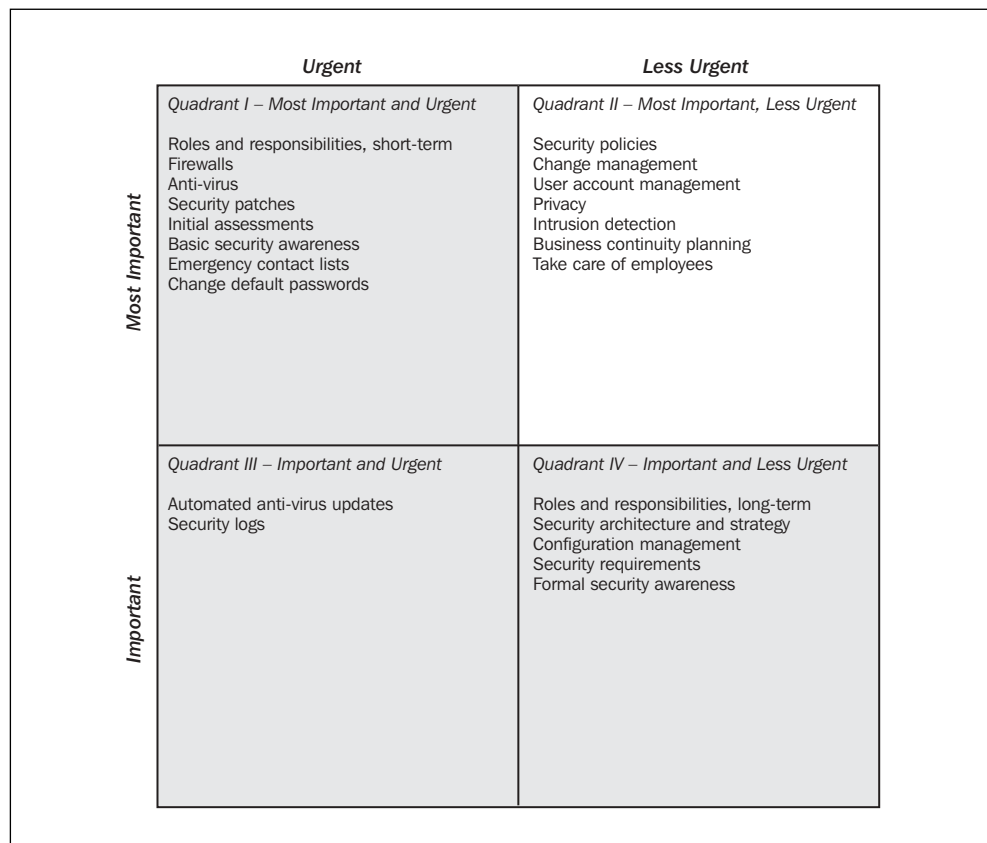 Urgent
Less Urgent
Most Important
Quadrant I – Most Important and Urgent
Roles and responsibilities, short-term
Firewalls
Anti-virus
Security patches
Initial assessments
Basic security awareness
Emergency contact lists
Change default passwords
Quadrant II – Most Important, Less Urgent
Security policies
Change management
User account management
Privacy
Intrusion detection
Business continuity planning
Take care of employees
Important
Quadrant III – Important and Urgent
Automated anti-virus updates
Security logs
Quadrant IV – Important and Less Urgent
Roles and responsibilities, long-term
Security architecture and strategy
Configuration management
Security requirements
Formal security awareness